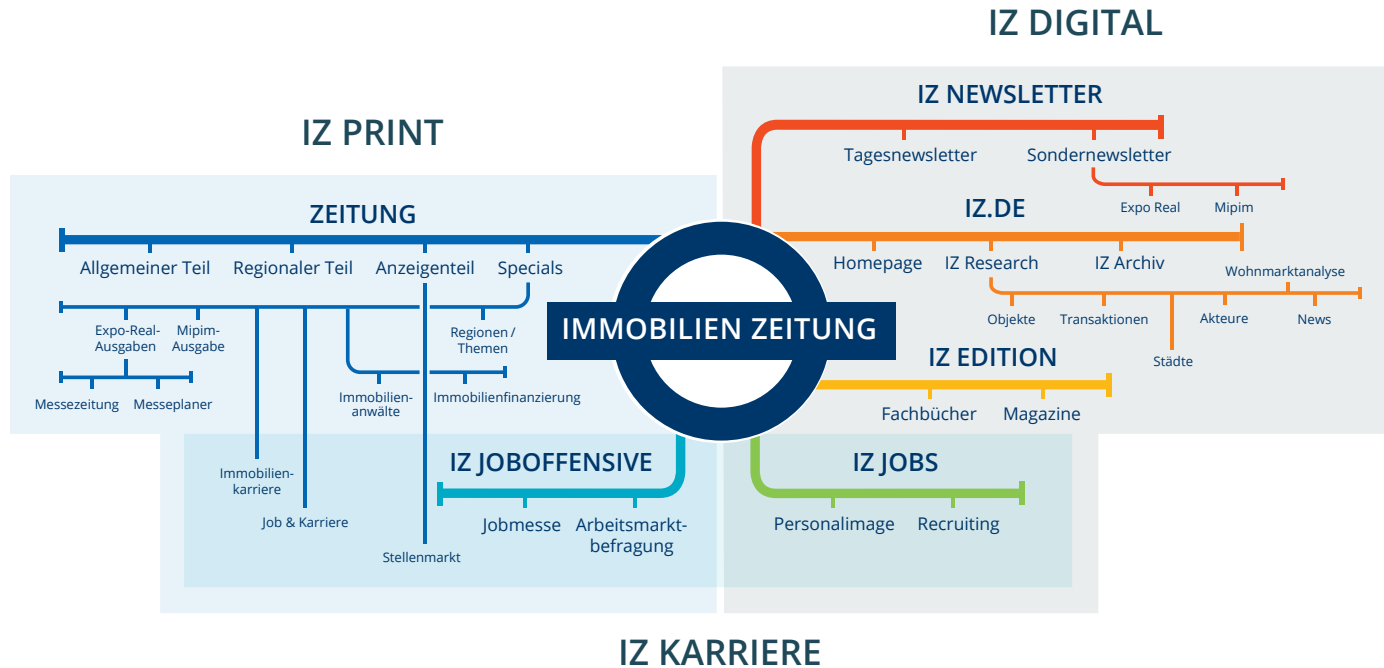 IZ DIGITAL
IZ NEWSLETTER
Tagesnewsletter
Sondernewsletter
Expo Real
Mipim
IZ PRINT
ZEITUNG
Allgemeiner Teil
Regionaler Teil
Anzeigenteil
Specials
Expo-Real-
Ausgaben
Mipim-
Ausgabe
Regionen /
Themen
Messezeitung
Messeplaner
Immobilien-
anwälte
Immobilienfinanzierung
IMMOBILIEN ZEITUNG
IZ.DE
Homepage
IZ Research
IZ Archiv
Wohnmarktanalyse
Objekte
Transaktionen
Akteure
News
Städte
IZ EDITION
Fachbücher
Magazine
Immobilien-
karriere
Job & Karriere
Stellenmarkt
IZ JOBOFFENSIVE
Jobmesse
Arbeitsmarkt-
befragung
IZ JOBS
Personalimage
Recruiting
IZ KARRIERE